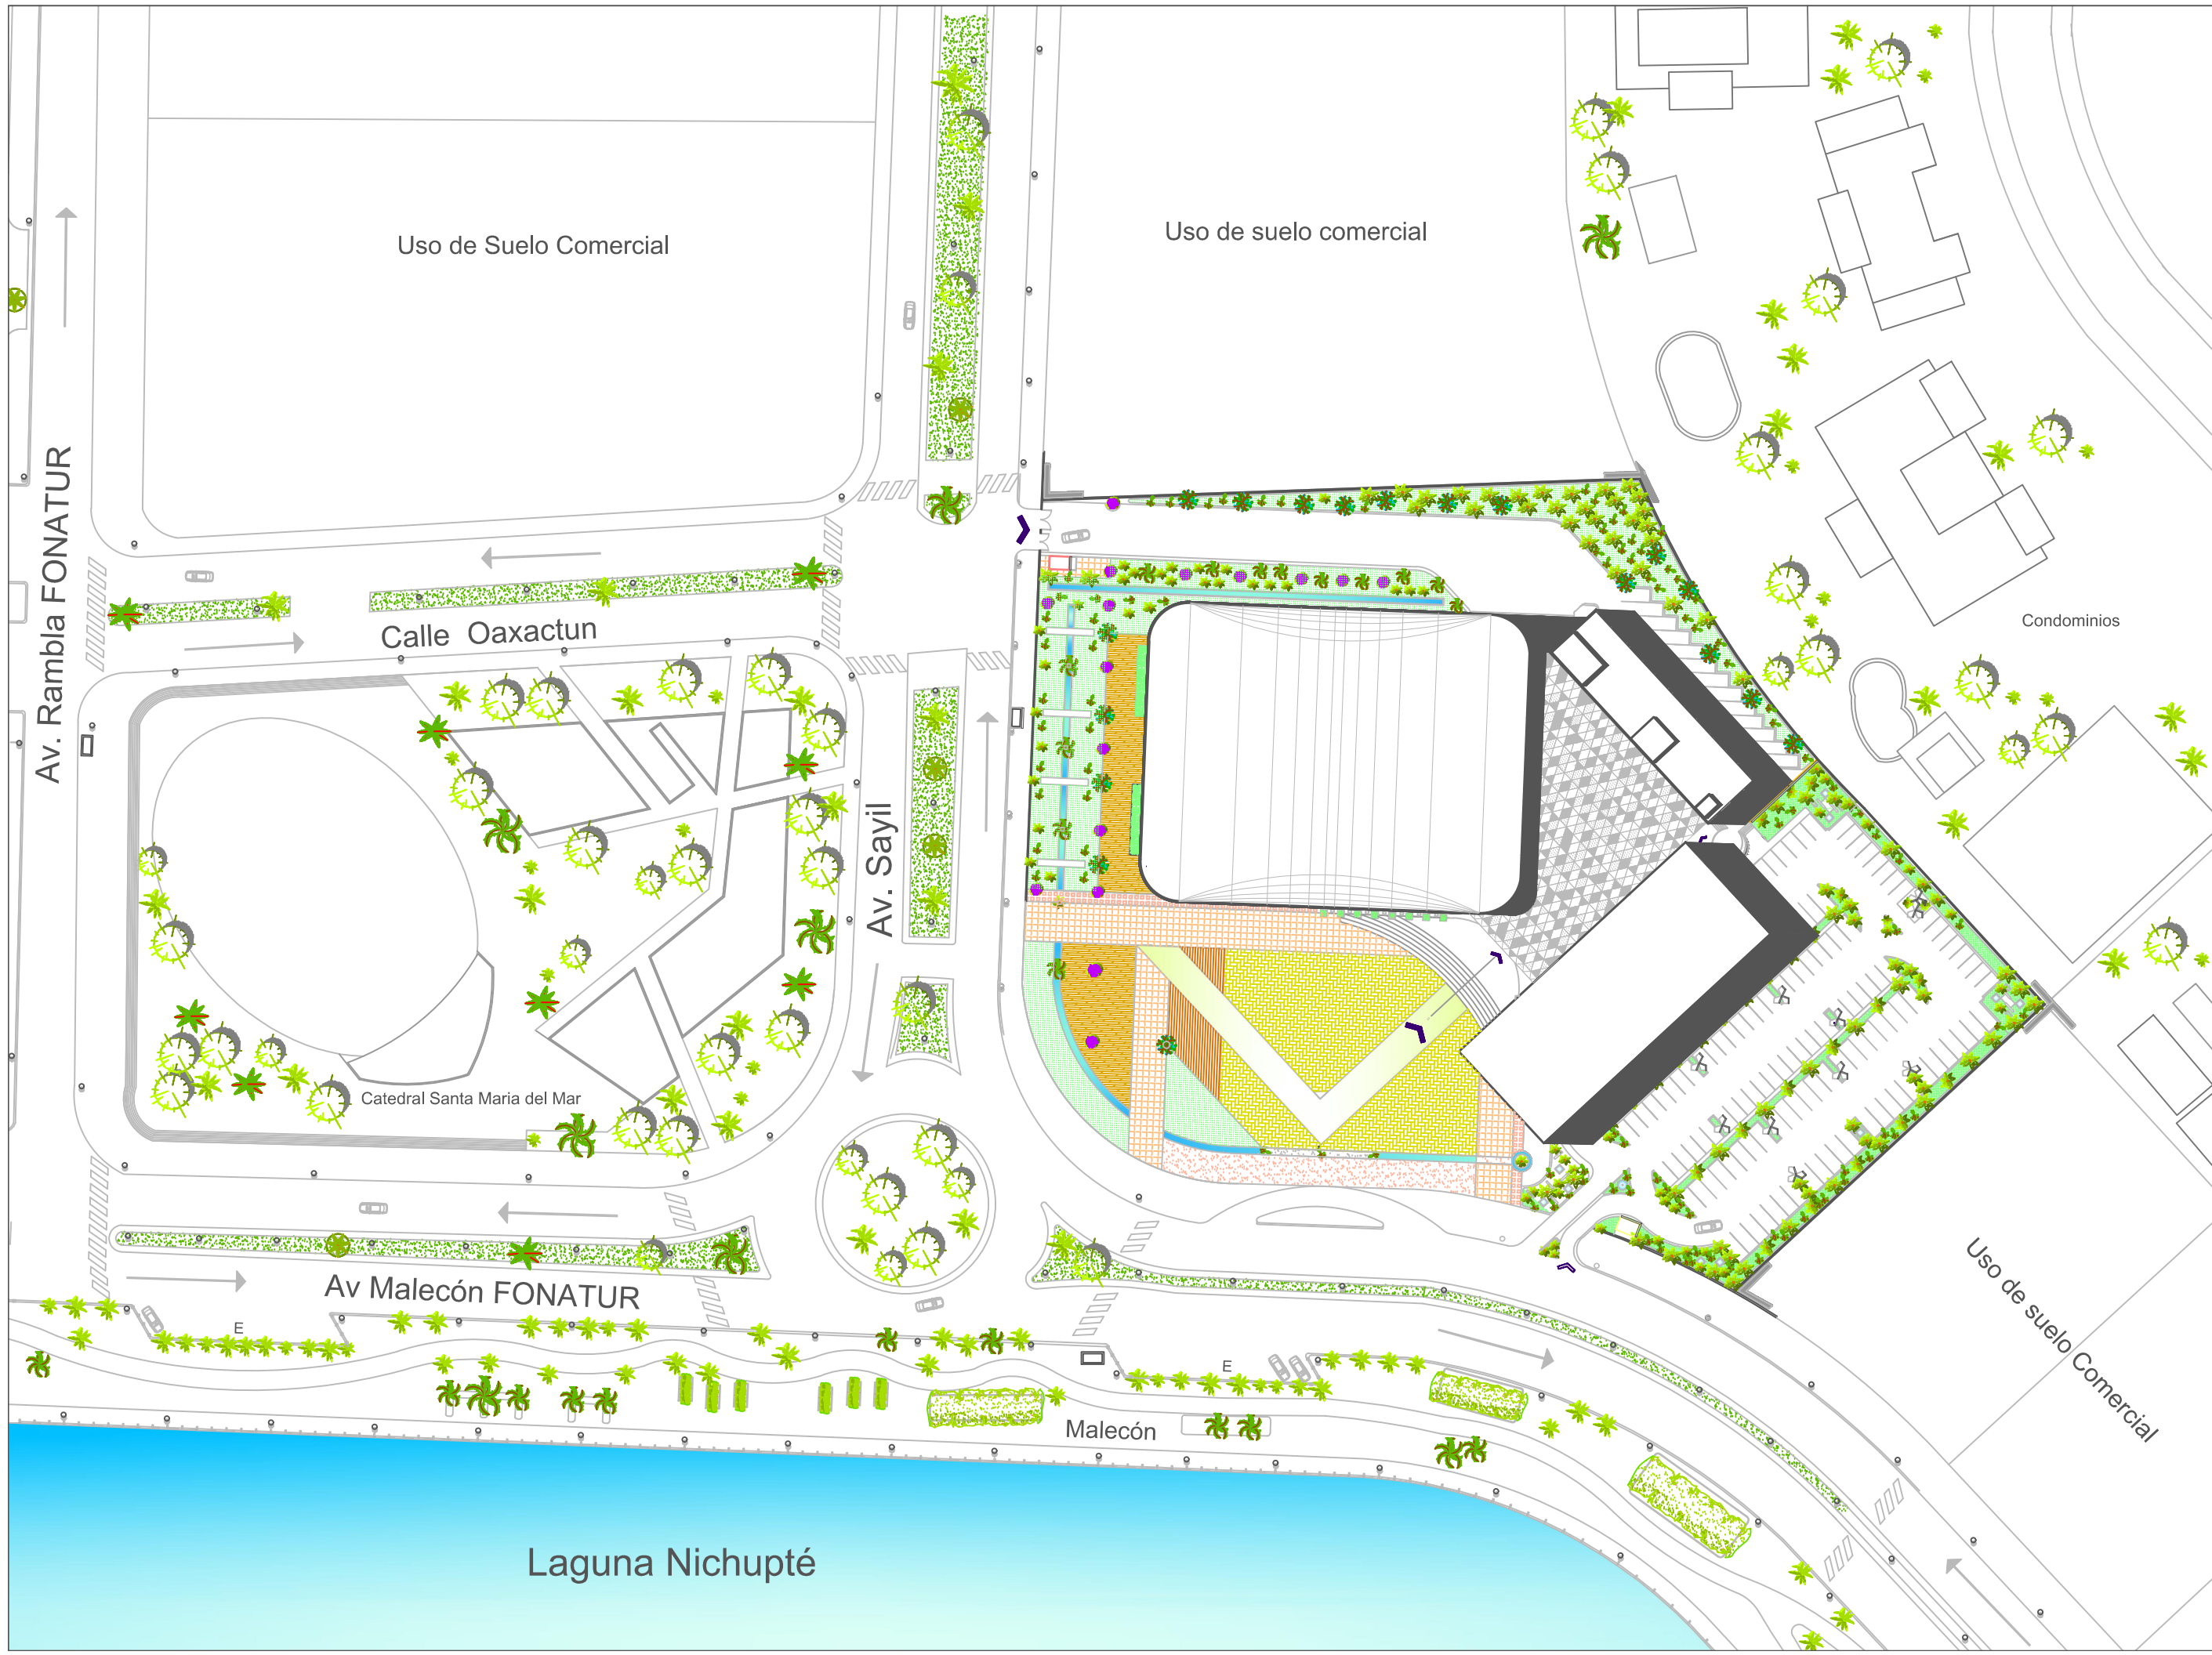 Uso de Suelo Comercial
Uso de suelo comercial
Av. Rambla FONATUR
Calle Oaxactun
Condominios
Av. Sayil
Catedral Santa Maria del Mar
Av Malecón FONATUR
Uso de suelo Comercial
E
E
Malecón
Laguna Nichupté